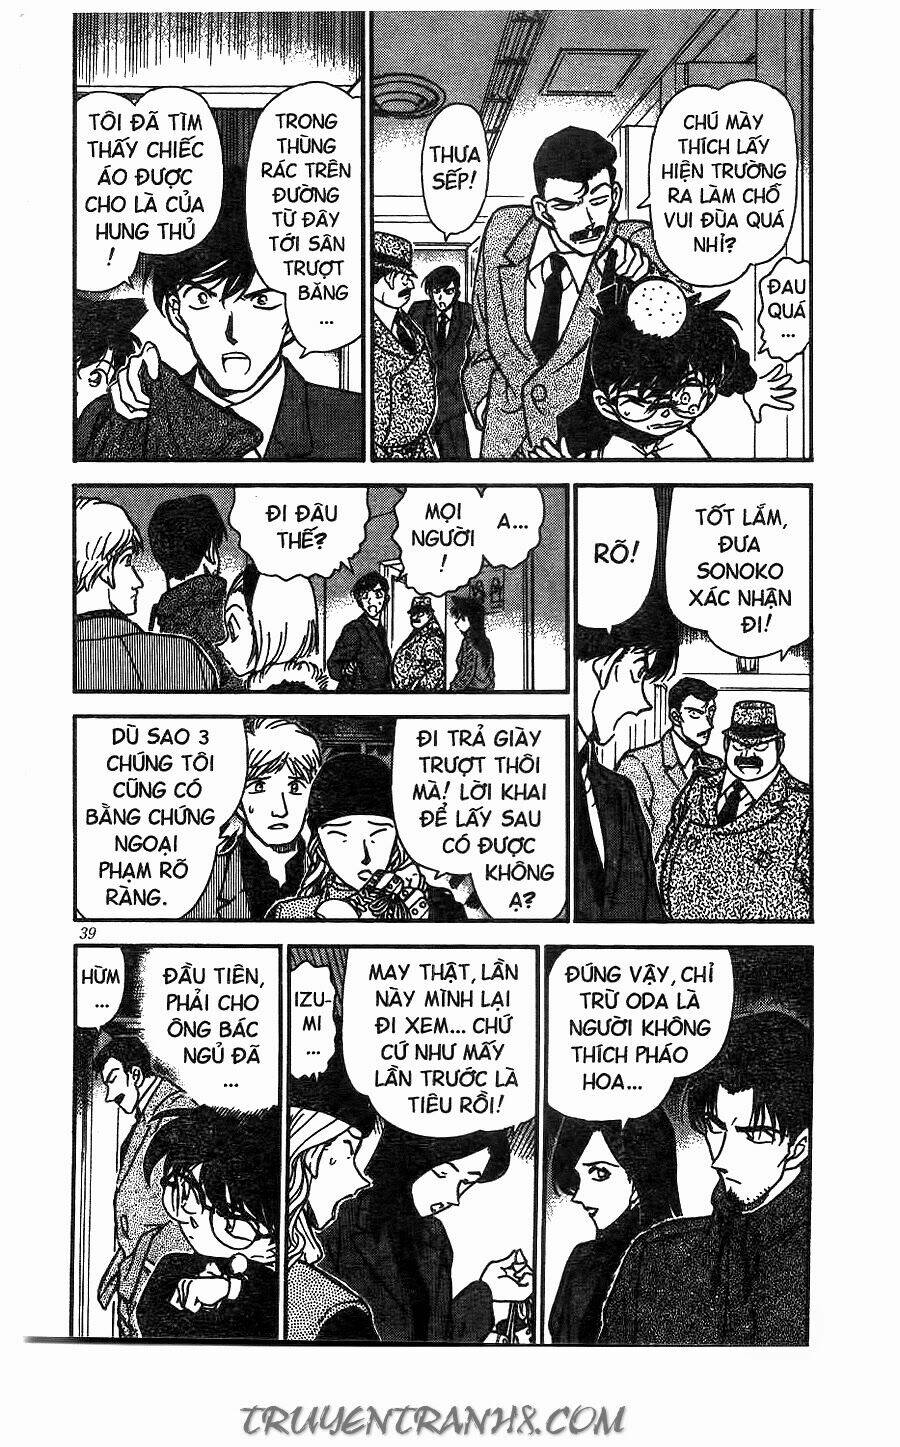 CHÚ MÀY
THÍCH LẤY
HIỆN TRƯỜNG
RA LÀM CHỖ
VUI ĐÙA QUÁ
NHỈ?
ĐAU
QUÁ
...
THƯA
SẾP!
TRONG
THÙNG
RÁC TRÊN
ĐƯỜNG
TỪ ĐÂY
TỚI SÂN
TRƯỢT
BĂNG
...
TÔI ĐÃ TÌM
THẤY CHIẾC
ÁO ĐƯỢC
CHO LÀ CỦA
HUNG THỦ
!
TỐT LẮM,
ĐƯA
SONOKO
XÁC NHẬN
ĐI!
RÕ!
A...
MỌI
NGƯỜI
!
ĐI ĐÂU
THẾ?
ĐI TRẢ GIÀY
TRƯỢT THÔI
MÀ! LỜI KHAI
ĐỂ LẤY SAU
CÓ ĐƯỢC
KHÔNG
Ạ?
DÙ SAO 3
CHÚNG TÔI
CŨNG CÓ
BẰNG CHỨNG
NGOẠI
PHẠM RÕ
RÀNG.
39
ĐÚNG VẬY, CHỈ
TRỪ ODA LÀ
NGƯỜI KHÔNG
THÍCH PHÁO
HOA...
MAY THẬT, LẦN
NÀY MÌNH LẠI
ĐI XEM... CHỨ
CỨ NHƯ MẤY
LẦN TRƯỚC LÀ
TIÊU RỒI!
IZU-
MI
...
ĐẦU TIÊN,
PHẢI CHO
ÔNG BÁC
NGỦ ĐÃ
...
HỪM
...
TRUYENTRANH8.COM